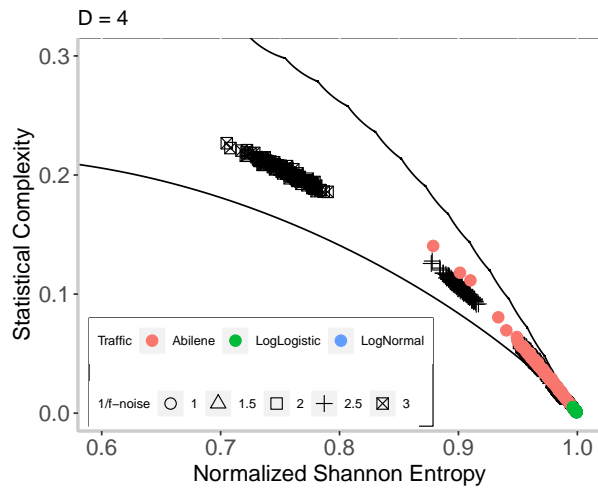 D = 4
Statistical Complexity
0.3
0.2
0.1
0.0
Traffic Abilene LogLogistic LogNormal
1/f-noise 1 1.5 2 2.5 3
0.6 0.7 0.8 0.9 1.0
Normalized Shannon Entropy